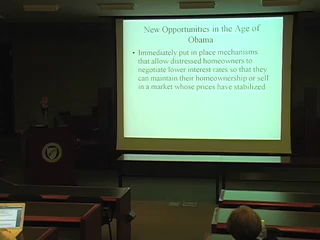 New Opportunities in the Age of
Obama
• Immediately put in place mechanisms
that allow distressed homeowners to
negotiate lower interest rates so that they
can maintain their homeownership or sell
in a market whose prices have stabilized